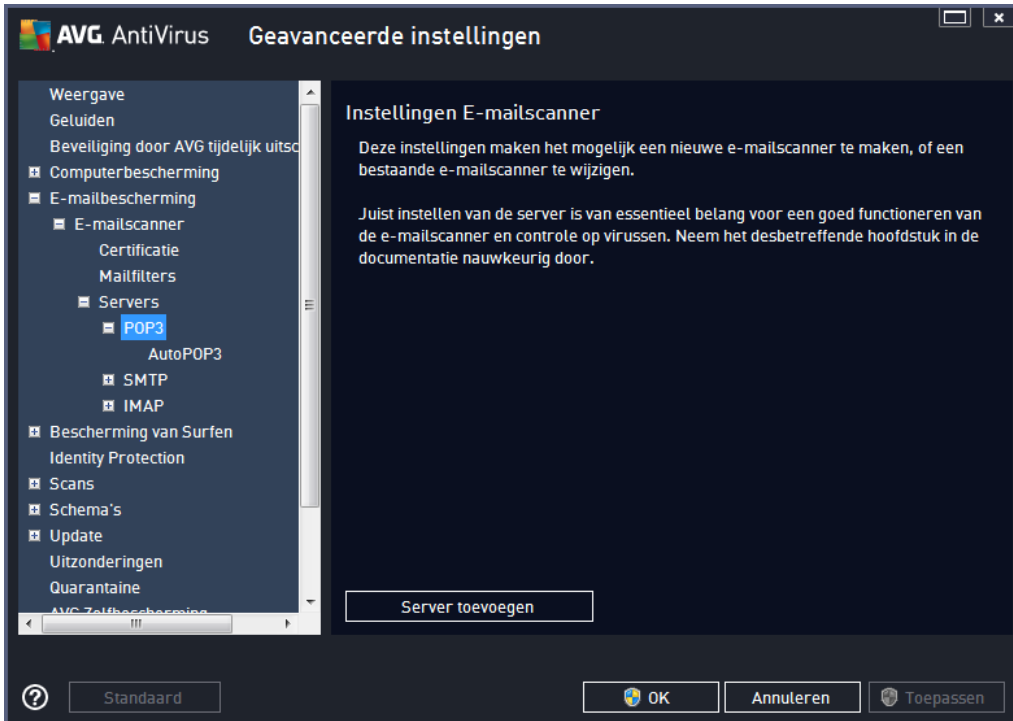 AVG. AntiVirus Geavanceerde instellingen
Weergave
Geluiden
Beveiliging door AVG tijdelijk uitsc
Computerbescherming
E-mailbescherming
E-mailscanner
Certificatie
Mailfilters
Servers
POP3
AutoPOP3
SMTP
IMAP
Bescherming van Surfen
Identity Protection
Scans
Schema's
Update
Uitzonderingen
Quarantaine
AVG Zelfbescherming
Instellingen E-mailscanner
Deze instellingen maken het mogelijk een nieuwe e-mailscanner te maken, of een
bestaande e-mailscanner te wijzigen.
Juist instellen van de server is van essentieel belang voor een goed functioneren van
de e-mailscanner en controle op virussen. Neem het desbetreffende hoofdstuk in de
documentatie nauwkeurig door.
Server toevoegen
Standaard
OK
Annuleren
Toepassen